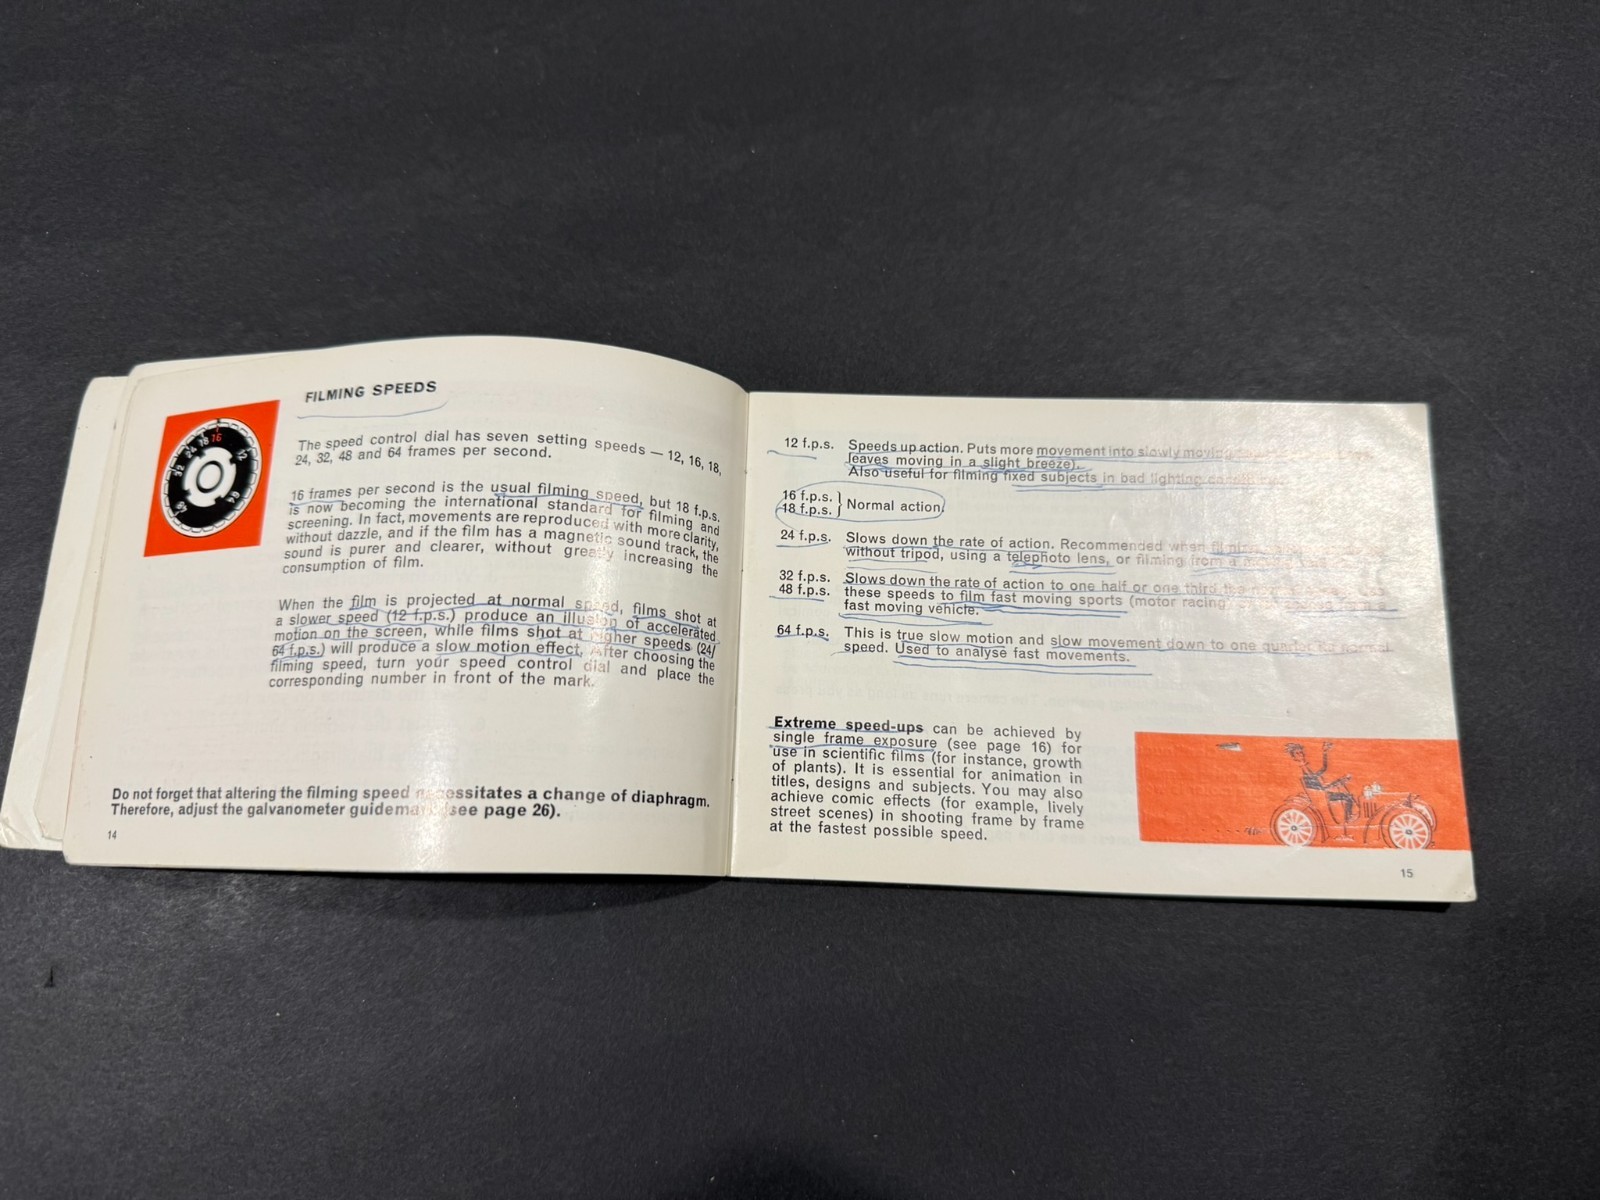 FILMING SPEEDS
18 16
24 12
32
64
48
The speed control dial has seven setting speeds — 12, 16, 18,
24, 32, 48 and 64 frames per second.
16 frames per second is the usual filming speed, but 18 f.p.s.
is now becoming the international standard for filming and
screening. In fact, movements are reproduced with more clarity,
without dazzle, and if the film has a magnetic sound track, the
sound is purer and clearer, without greatly increasing the
consumption of film.
When the film is projected at normal speed, films shot at
a slower speed (12 f.p.s.) produce an illusion of accelerated
motion on the screen, while films shot at higher speeds (24/
64 f.p.s.) will produce a slow motion effect. After choosing the
filming speed, turn your speed control dial and place the
corresponding number in front of the mark.
Do not forget that altering the filming speed necessitates a change of diaphragm.
Therefore, adjust the galvanometer guidemark (see page 26).
14
12 f.p.s. Speeds up action. Puts more movement into slowly moving
leaves moving in a slight breeze).
Also useful for filming fixed subjects in bad lighting
16 f.p.s. }
18 f.p.s. } Normal action.
24 f.p.s. Slows down the rate of action. Recommended when
without tripod, using a telephoto lens, or filming from a
32 f.p.s. Slows down the rate of action to one half or one third the
48 f.p.s. these speeds to film fast moving sports (motor racing
fast moving vehicle.
64 f.p.s. This is true slow motion and slow movement down to one quarter its normal
speed. Used to analyse fast movements.
Extreme speed-ups can be achieved by
single frame exposure (see page 16) for
use in scientific films (for instance, growth
of plants). It is essential for animation in
titles, designs and subjects. You may also
achieve comic effects (for example, lively
street scenes) in shooting frame by frame
at the fastest possible speed.
15